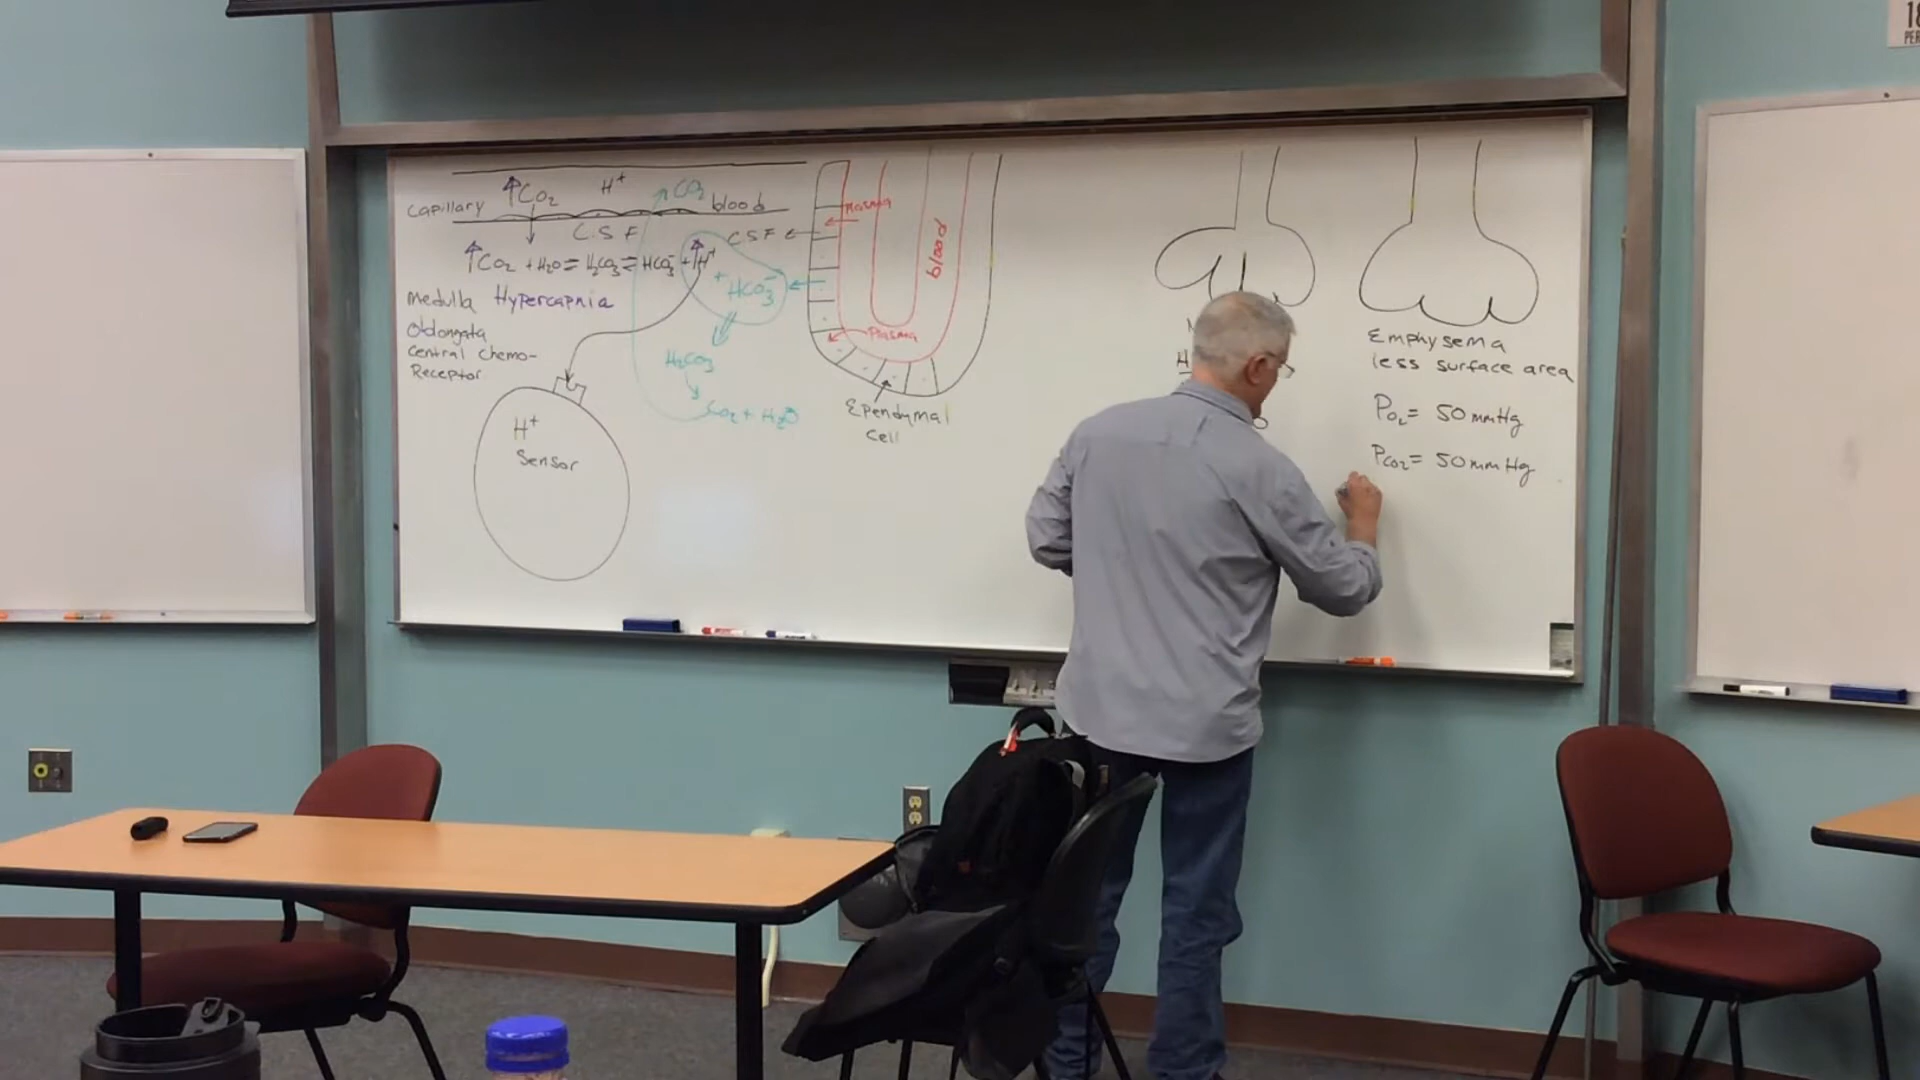 ↑CO₂ H⁺ ↗CO₂
Capillary blood
C.S.F
↑CO₂ + H₂O ⇌ H₂CO₃ ⇌ HCO₃⁻ + ↑H⁺
Medulla Hypercapnia
Oblongata
Central Chemo-
Receptor
H⁺
Sensor
CSF ←
+ HCO₃⁻
H₂CO₃
CO₂ + H₂O
Plasma
blood
Plasma
Ependymal
Cell
Emphysema
less surface area
PO₂ = 50 mmHg
PCO₂ = 50 mmHg